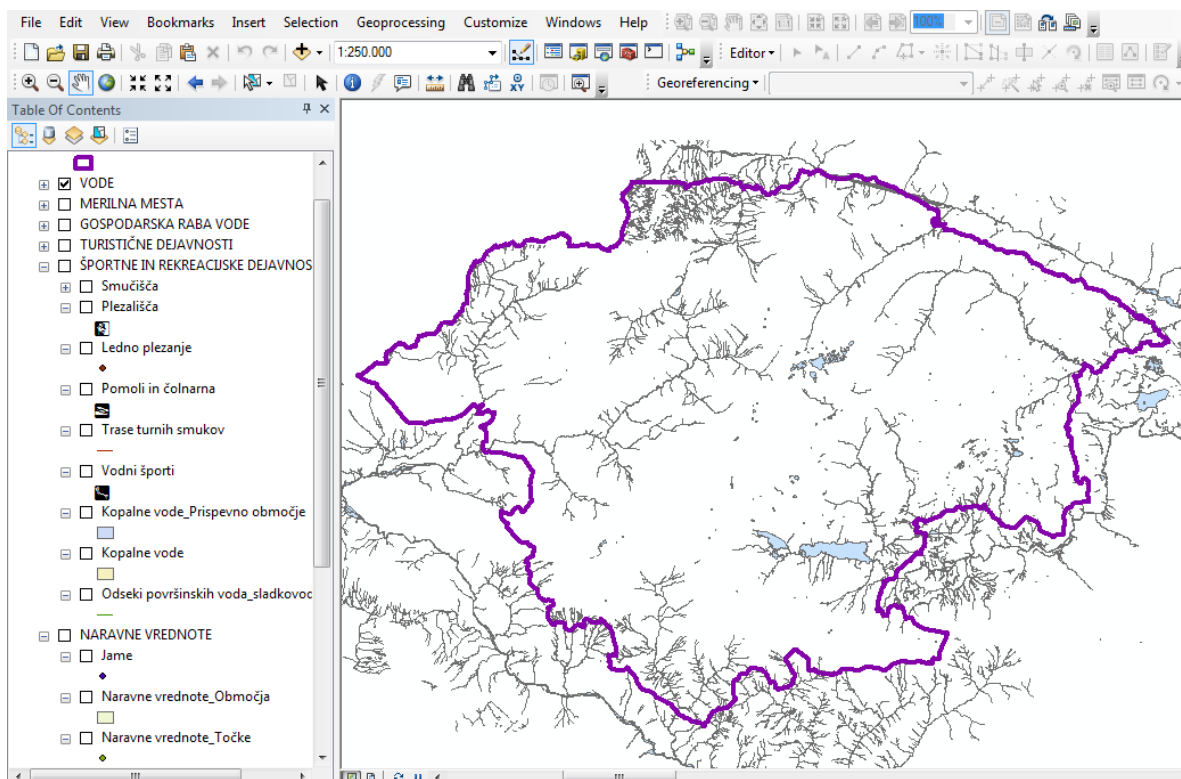 File Edit View Bookmarks Insert Selection Geoprocessing Customize Windows Help 100%
1:250.000 Editor
Georeferencing
Table Of Contents
VODE
MERILNA MESTA
GOSPODARSKA RABA VODE
TURISTIČNE DEJAVNOSTI
ŠPORTNE IN REKREACIJSKE DEJAVNOS
Smučišča
Plezališča
Ledno plezanje
Pomoli in čolnarna
Trase turnih smukov
Vodni športi
Kopalne vode_Prispevno območje
Kopalne vode
Odseki površinskih voda_sladkovoc
NARAVNE VREDNOTE
Jame
Naravne vrednote_Območja
Naravne vrednote_Točke